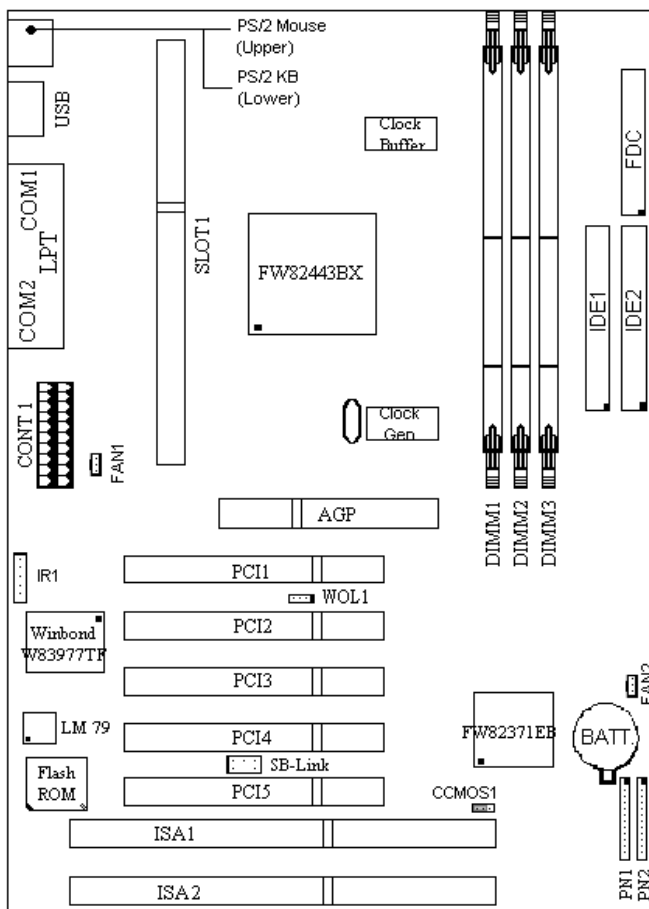 PS/2 Mouse
(Upper)
PS/2 KB
(Lower)
USB
Clock
Buffer
FDC
COM1
LPT
COM2
SLOT1
FW82443BX
IDE1
IDE2
CONT 1
FAN1
Clock
Gen
AGP
DIMM1
DIMM2
DIMM3
IR1
PCI1
WOL1
Winbond
W83977TF
PCI2
PCI3
FAN2
LM 79
PCI4
FW82371EB
BATT.
SB-Link
Flash
ROM
PCI5
CCMOS1
ISA1
PN1
PN2
ISA2